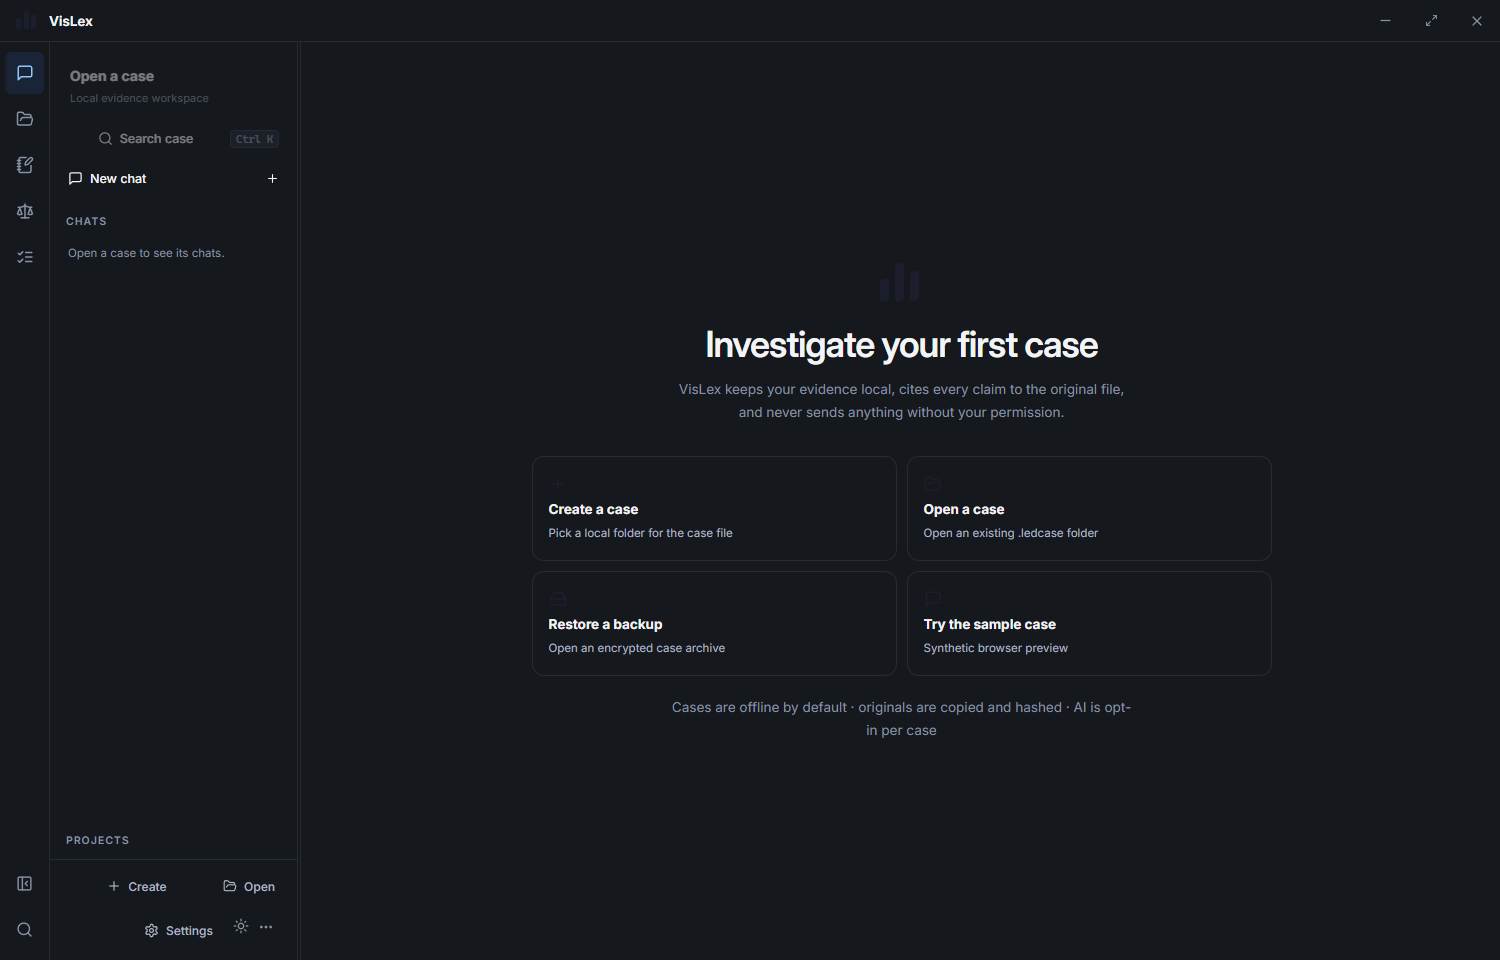 VisLex
Open a case
Local evidence workspace
Search case
Ctrl K
New chat
CHATS
Open a case to see its chats.
PROJECTS
Create
Open
Settings
Investigate your first case
VisLex keeps your evidence local, cites every claim to the original file,
and never sends anything without your permission.
Create a case
Pick a local folder for the case file
Open a case
Open an existing .ledcase folder
Restore a backup
Open an encrypted case archive
Try the sample case
Synthetic browser preview
Cases are offline by default · originals are copied and hashed · AI is opt-
in per case